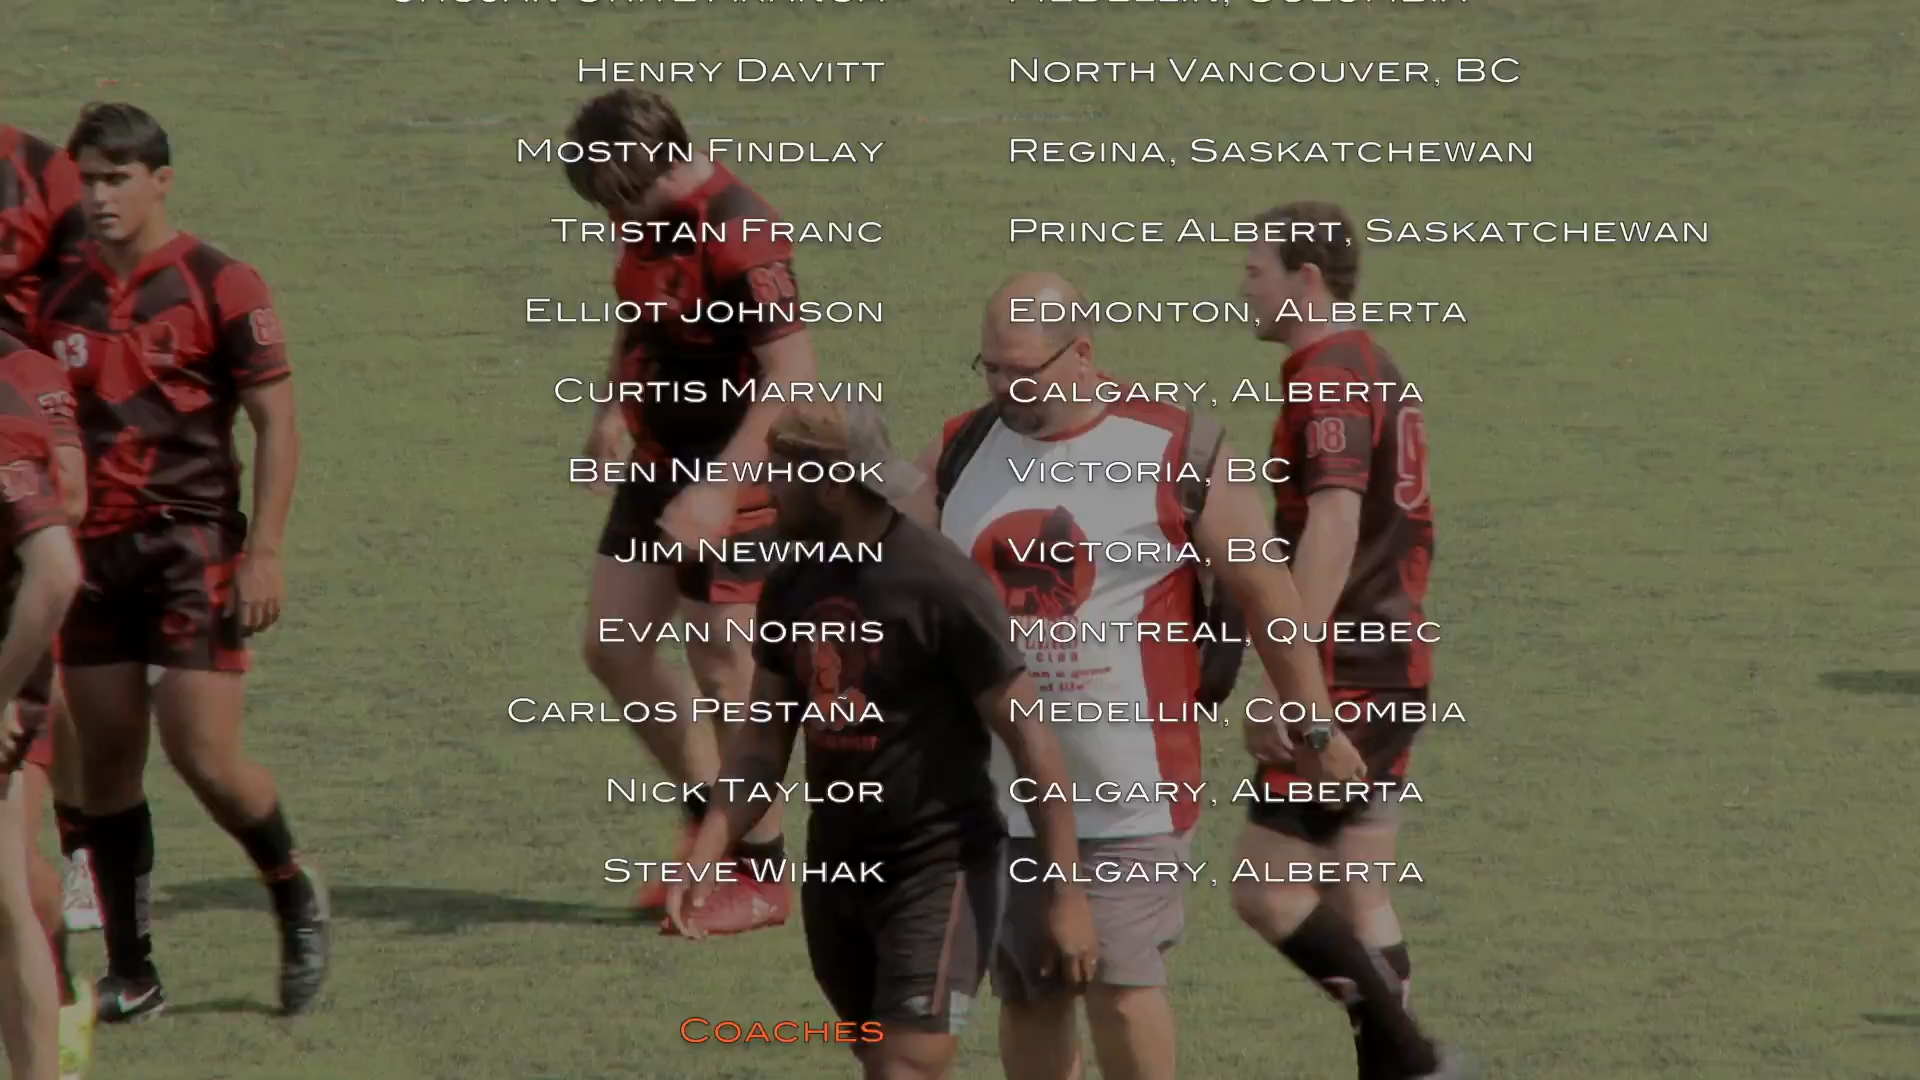 Henry Davitt North Vancouver, BC
Mostyn Findlay Regina, Saskatchewan
Tristan Franc Prince Albert, Saskatchewan
Elliot Johnson Edmonton, Alberta
Curtis Marvin Calgary, Alberta
Ben Newhook Victoria, BC
Jim Newman Victoria, BC
Evan Norris Montreal, Quebec
Carlos Pestaña Medellin, Colombia
Nick Taylor Calgary, Alberta
Steve Wihak Calgary, Alberta
Coaches